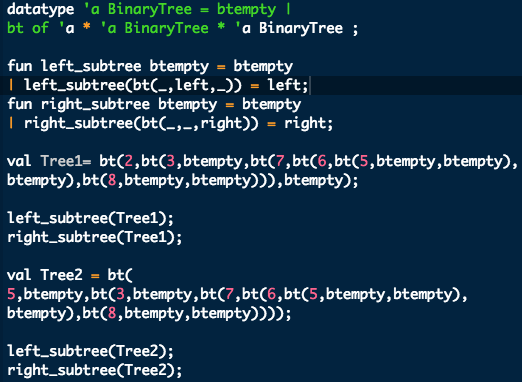 datatype 'a BinaryTree = btempty |
bt of 'a * 'a BinaryTree * 'a BinaryTree ;
fun left_subtree btempty = btempty
| left_subtree(bt(_,left,_)) = left;
fun right_subtree btempty = btempty
| right_subtree(bt(_,_,right)) = right;
val Tree1= bt(2,bt(3,btempty,bt(7,bt(6,bt(5,btempty,btempty),
btempty),bt(8,btempty,btempty))),btempty);
left_subtree(Tree1);
right_subtree(Tree1);
val Tree2 = bt(
5,btempty,bt(3,btempty,bt(7,bt(6,bt(5,btempty,btempty),
btempty),bt(8,btempty,btempty))));
left_subtree(Tree2);
right_subtree(Tree2);